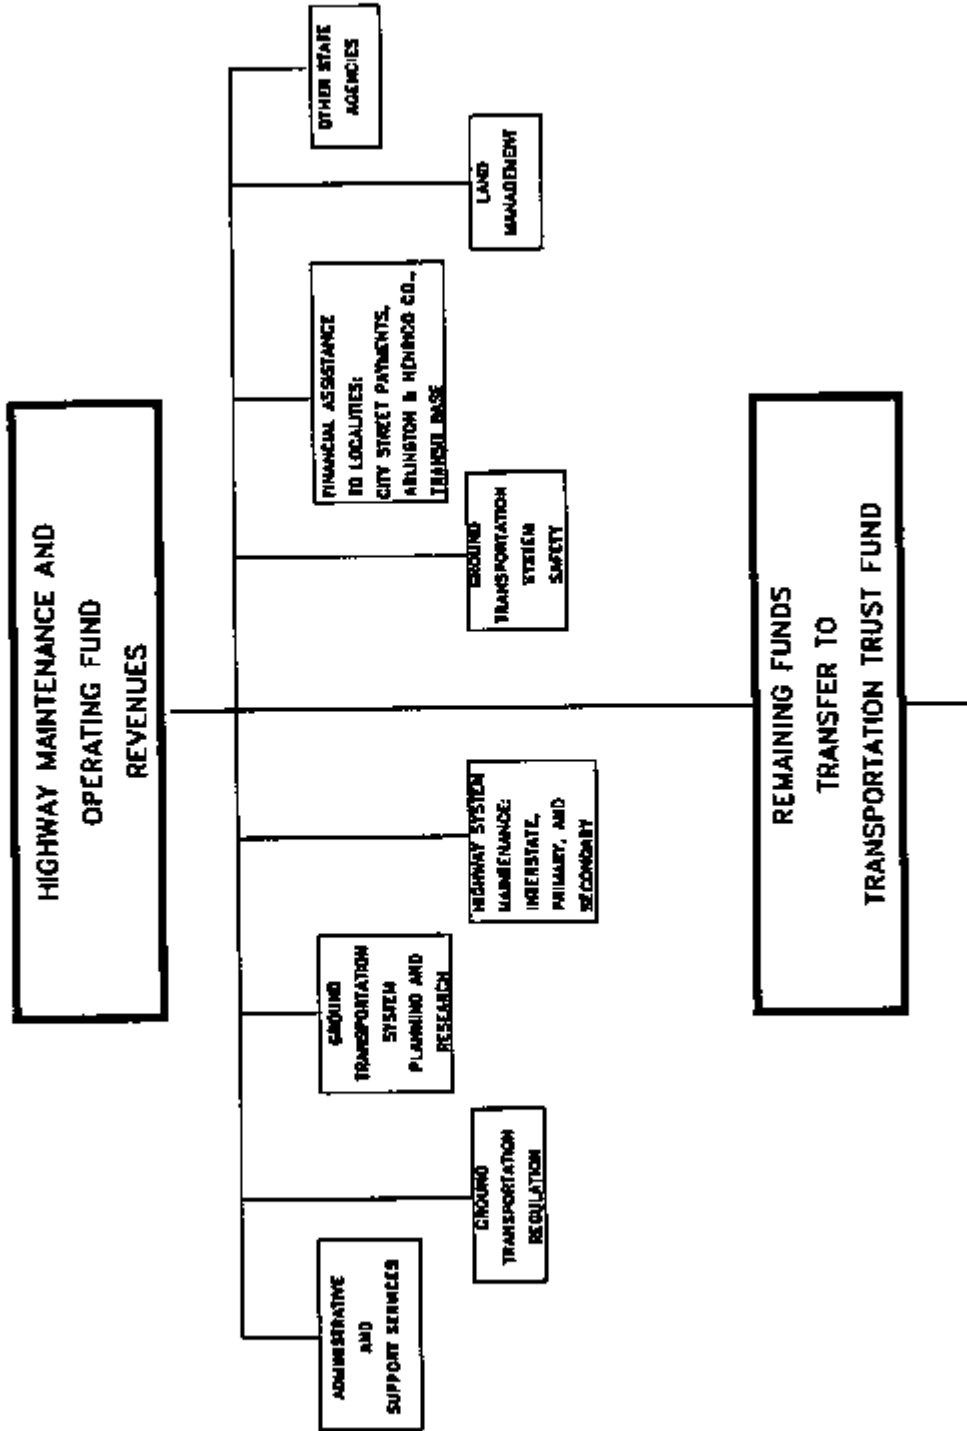 HIGHWAY MAINTENANCE AND
OPERATING FUND
REVENUES
ADMINISTRATIVE
AND
SUPPORT SERVICES
GROUND
TRANSPORTATION
REGULATION
GROUND
TRANSPORTATION
SYSTEM
PLANNING AND
RESEARCH
HIGHWAY SYSTEM
MAINTENANCE:
INTERSTATE,
PRIMARY, AND
SECONDARY
GROUND
TRANSPORTATION
SYSTEM
SAFETY
FINANCIAL ASSISTANCE
TO LOCALITIES:
CITY STREET PAYMENTS,
ARLINGTON & HENRICO CO.,
TRANSIT BASE
LAND
MANAGEMENT
OTHER STATE
AGENCIES
REMAINING FUNDS
TRANSFER TO
TRANSPORTATION TRUST FUND